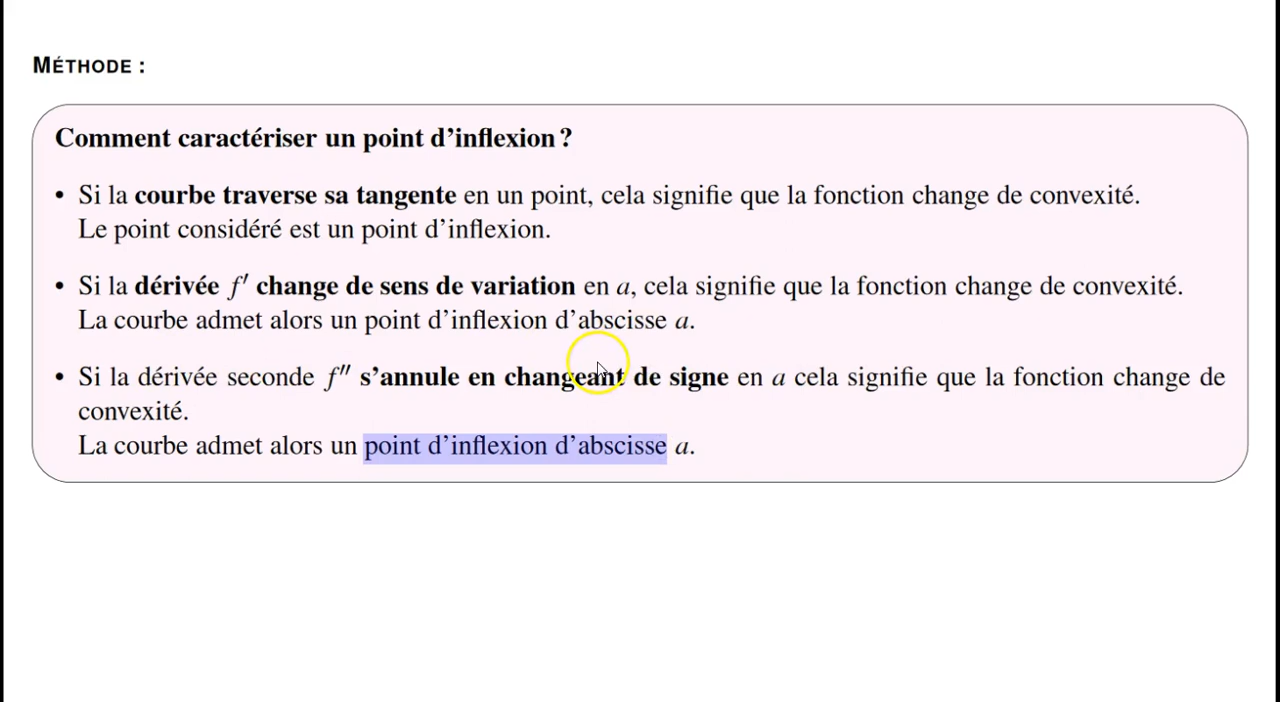 MÉTHODE :
Comment caractériser un point d'inflexion ?
• Si la courbe traverse sa tangente en un point, cela signifie que la fonction change de convexité.
Le point considéré est un point d'inflexion.
• Si la dérivée f′ change de sens de variation en a, cela signifie que la fonction change de convexité.
La courbe admet alors un point d'inflexion d'abscisse a.
• Si la dérivée seconde f″ s'annule en changeant de signe en a cela signifie que la fonction change de
convexité.
La courbe admet alors un point d'inflexion d'abscisse a.